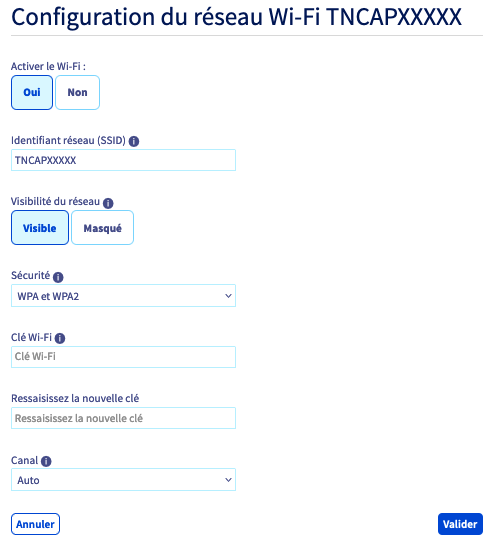 Configuration du réseau Wi-Fi TNCAPXXXXX
Activer le Wi-Fi :
Oui Non
Identifiant réseau (SSID) i
TNCAPXXXXX
Visibilité du réseau i
Visible Masqué
Sécurité i
WPA et WPA2
Clé Wi-Fi i
Clé Wi-Fi
Ressaisissez la nouvelle clé
Ressaisissez la nouvelle clé
Canal i
Auto
Annuler Valider